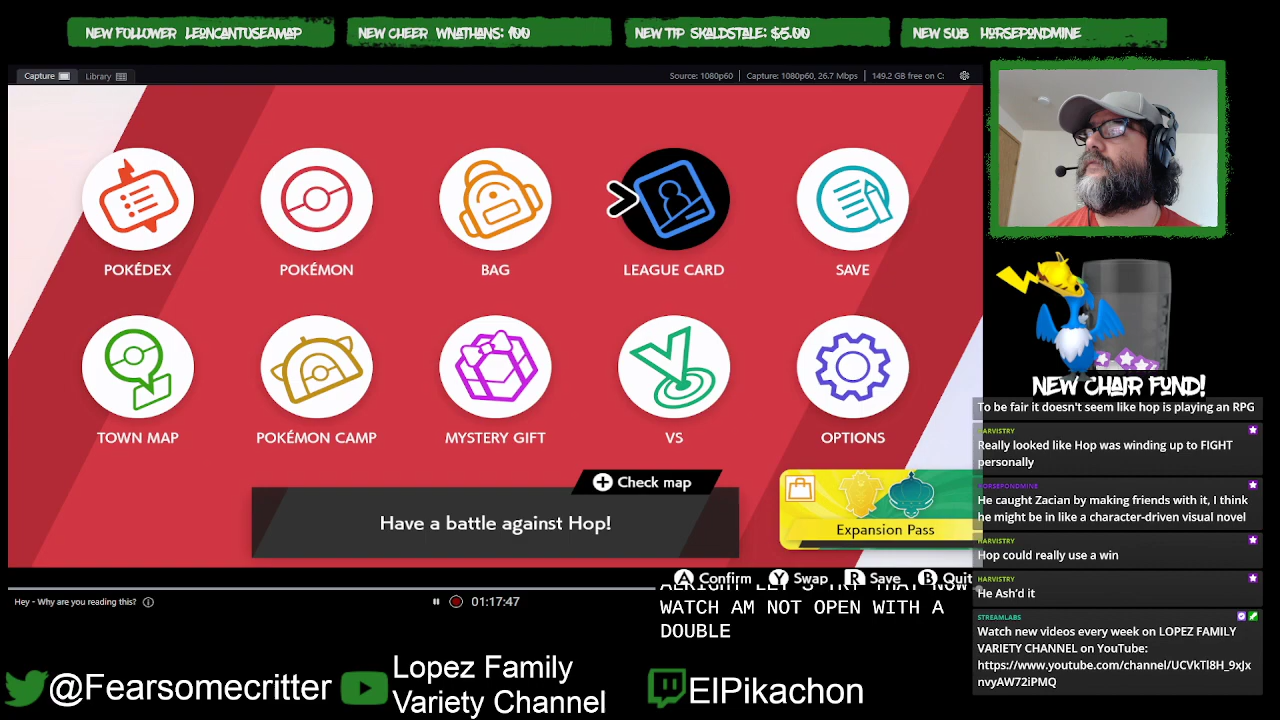 NEW FOLLOWER LEONCANTUSEAMAP
NEW CHEER WNATHANS: 100
NEW TIP SKALDSTALE: $5.00
NEW SUB HORSEPONDMINE
Capture
Library
Source: 1080p60
Capture: 1080p60, 26.7 Mbps
149.2 GB free on C:
POKÉDEX
POKÉMON
BAG
LEAGUE CARD
SAVE
TOWN MAP
POKÉMON CAMP
MYSTERY GIFT
VS
OPTIONS
Check map
Have a battle against Hop!
Expansion Pass
A Confirm Y Swap R Save B Quit
Hey - Why are you reading this?
01:17:47
ALRIGHT LET'S TRY THAT NOW
WATCH AM NOT OPEN WITH A
DOUBLE
NEW CHAIR FUND!
To be fair it doesn't seem like hop is playing an RPG
HARVISTRY
Really looked like Hop was winding up to FIGHT
personally
HORSEPONDMINE
He caught Zacian by making friends with it, I think
he might be in like a character-driven visual novel
HARVISTRY
Hop could really use a win
HARVISTRY
He Ash'd it
STREAMLABS
Watch new videos every week on LOPEZ FAMILY
VARIETY CHANNEL on YouTube:
https://www.youtube.com/channel/UCVkTl8H_9xJx
nvyAW72iPMQ
@Fearsomecritter
Lopez Family
Variety Channel
ElPikachon